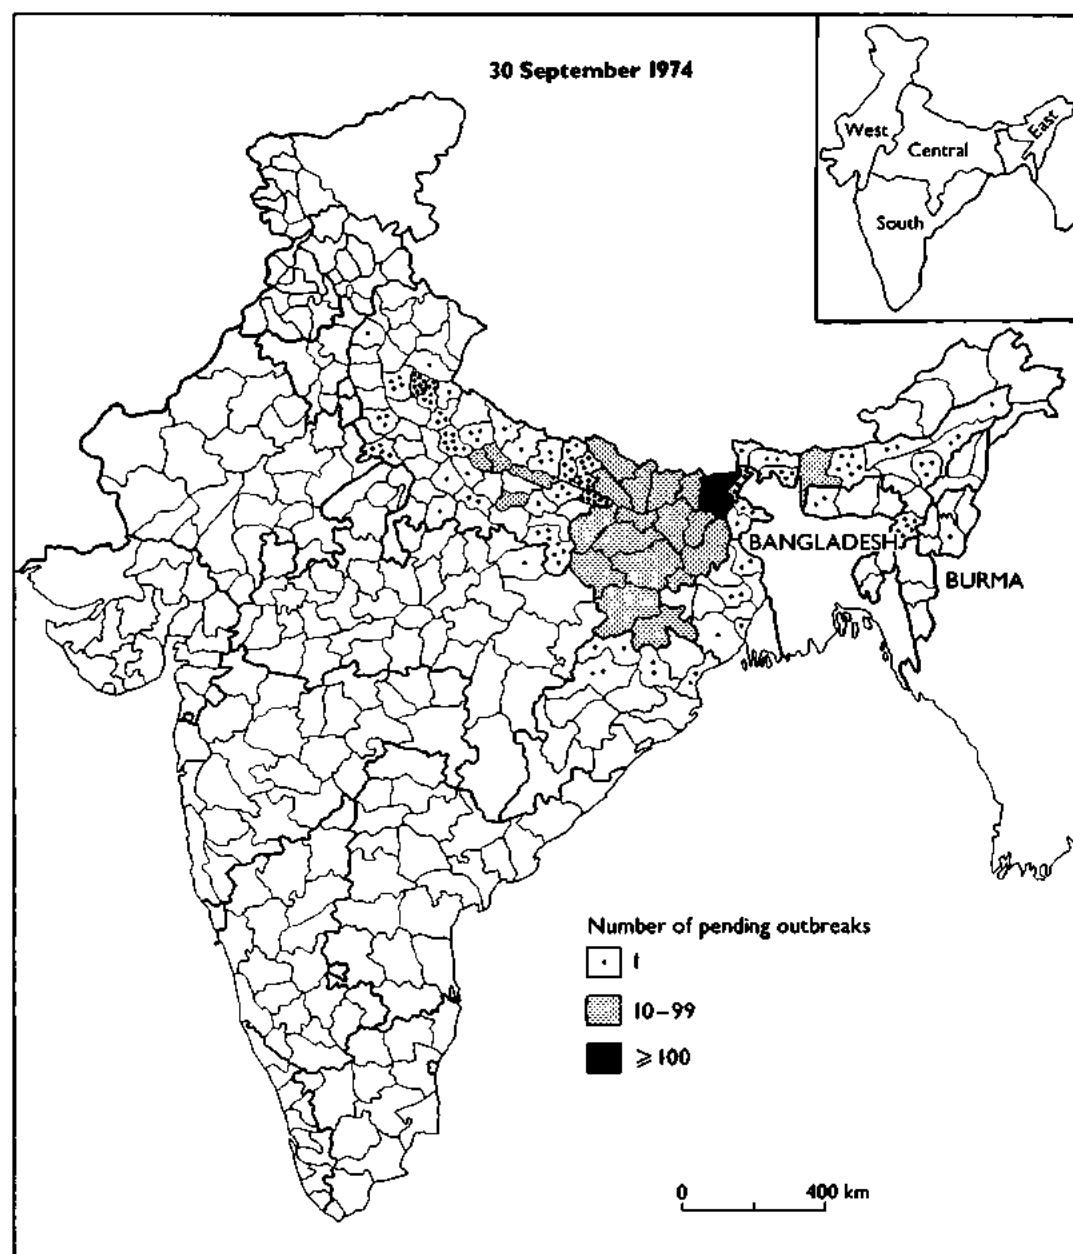 30 September 1974
West
Central
East
South
BANGLADESH
BURMA
Number of pending outbreaks
1
10–99
⩾ 100
0 400 km